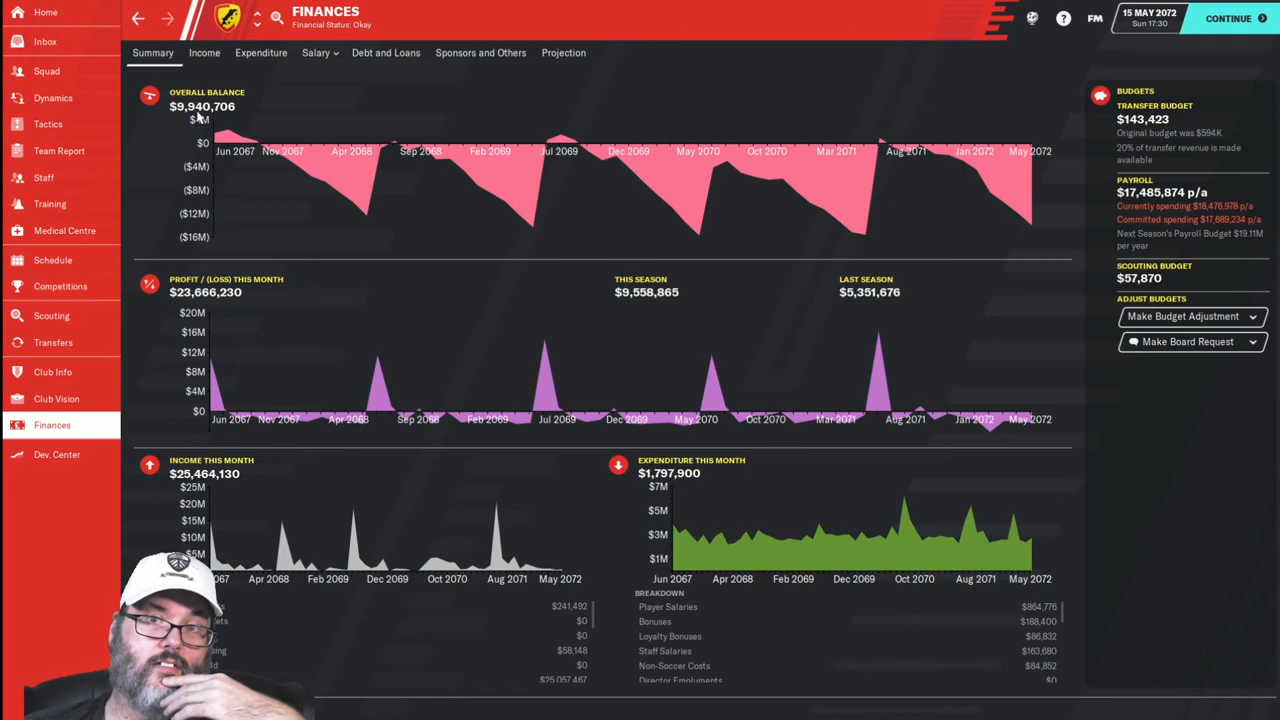 Home
Inbox
Squad
Dynamics
Tactics
Team Report
Staff
Training
Medical Centre
Schedule
Competitions
Scouting
Transfers
Club Info
Club Vision
Finances
Dev. Center
FINANCES
Financial Status: Okay
?
FM
15 MAY 2072
Sun 17:30
CONTINUE
Summary
Income
Expenditure
Salary
Debt and Loans
Sponsors and Others
Projection
OVERALL BALANCE
$9,940,706
$0
($4M)
($8M)
($12M)
($16M)
Jun 2067 Nov 2067 Apr 2068 Sep 2068 Feb 2069 Jul 2069 Dec 2069 May 2070 Oct 2070 Mar 2071 Aug 2071 Jan 2072 May 2072
PROFIT / (LOSS) THIS MONTH
$23,666,230
THIS SEASON
$9,558,865
LAST SEASON
$5,351,676
$20M
$16M
$12M
$8M
$4M
$0
Jun 2067 Nov 2067 Apr 2068 Sep 2068 Feb 2069 Jul 2069 Dec 2069 May 2070 Oct 2070 Mar 2071 Aug 2071 Jan 2072 May 2072
INCOME THIS MONTH
$25,464,130
$25M
$20M
$15M
$10M
$5M
Apr 2068 Feb 2069 Dec 2069 Oct 2070 Aug 2071 May 2072
$241,492
$0
$0
$58,148
$0
$25,057,467
EXPENDITURE THIS MONTH
$1,797,900
$7M
$5M
$3M
$1M
Jun 2067 Apr 2068 Feb 2069 Dec 2069 Oct 2070 Aug 2071 May 2072
BREAKDOWN
Player Salaries $864,776
Bonuses $188,400
Loyalty Bonuses $86,832
Staff Salaries $163,680
Non-Soccer Costs $84,852
Director Emoluments $0
BUDGETS
TRANSFER BUDGET
$143,423
Original budget was $594K
20% of transfer revenue is made
available
PAYROLL
$17,485,874 p/a
Currently spending $18,476,978 p/a
Committed spending $17,689,234 p/a
Next Season's Payroll Budget $19.11M
per year
SCOUTING BUDGET
$57,870
ADJUST BUDGETS
Make Budget Adjustment
Make Board Request